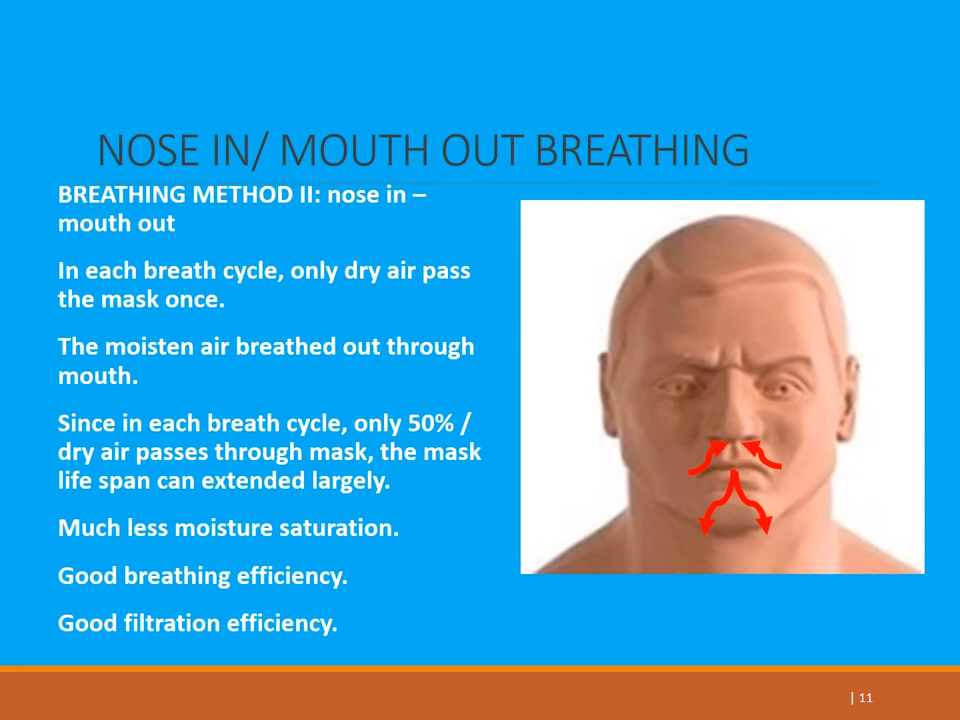 NOSE IN/ MOUTH OUT BREATHING
BREATHING METHOD II: nose in –
mouth out
In each breath cycle, only dry air pass
the mask once.
The moisten air breathed out through
mouth.
Since in each breath cycle, only 50% /
dry air passes through mask, the mask
life span can extended largely.
Much less moisture saturation.
Good breathing efficiency.
Good filtration efficiency.
| 11